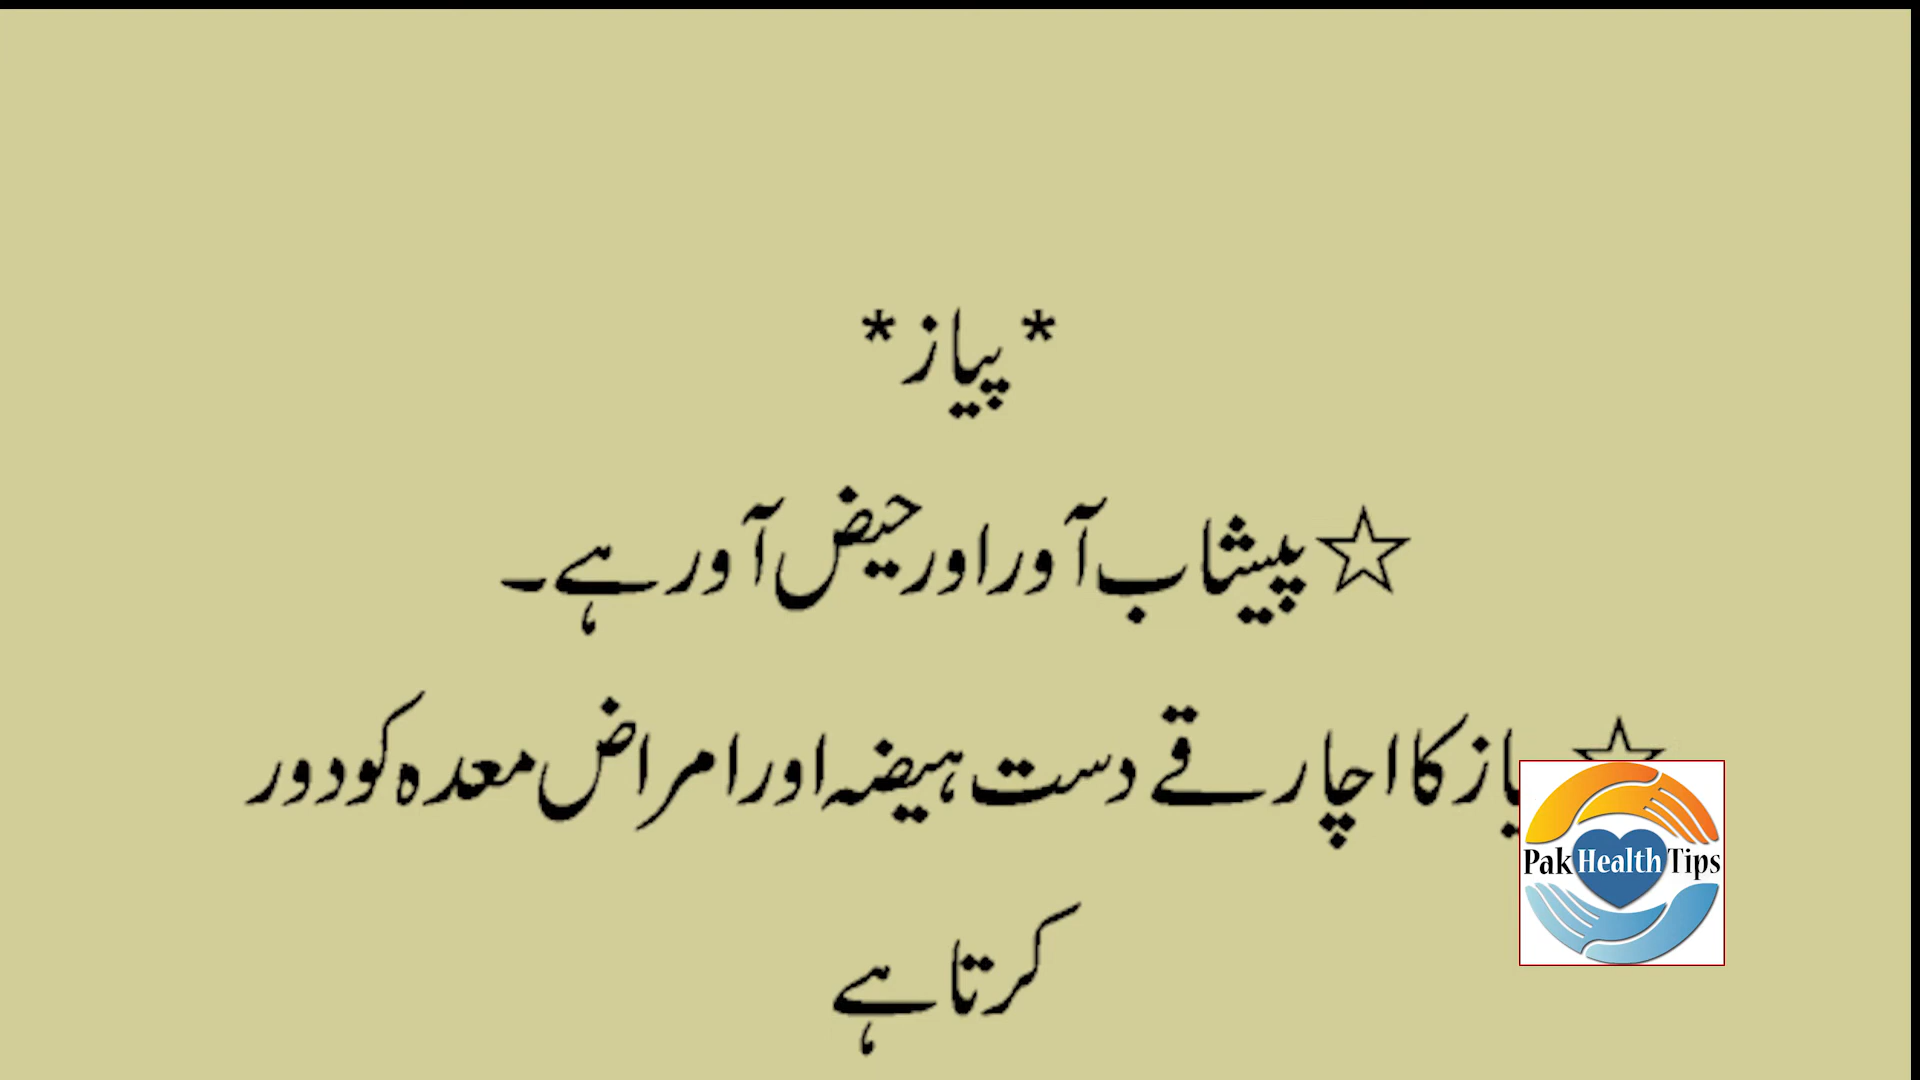 *پیاز*
☆پیشاب آور اور حیض آور ہے۔
کا اچار قے دست ہیضہ اور امراض معدہ کو دور
کرتا ہے
Pak Health Tips